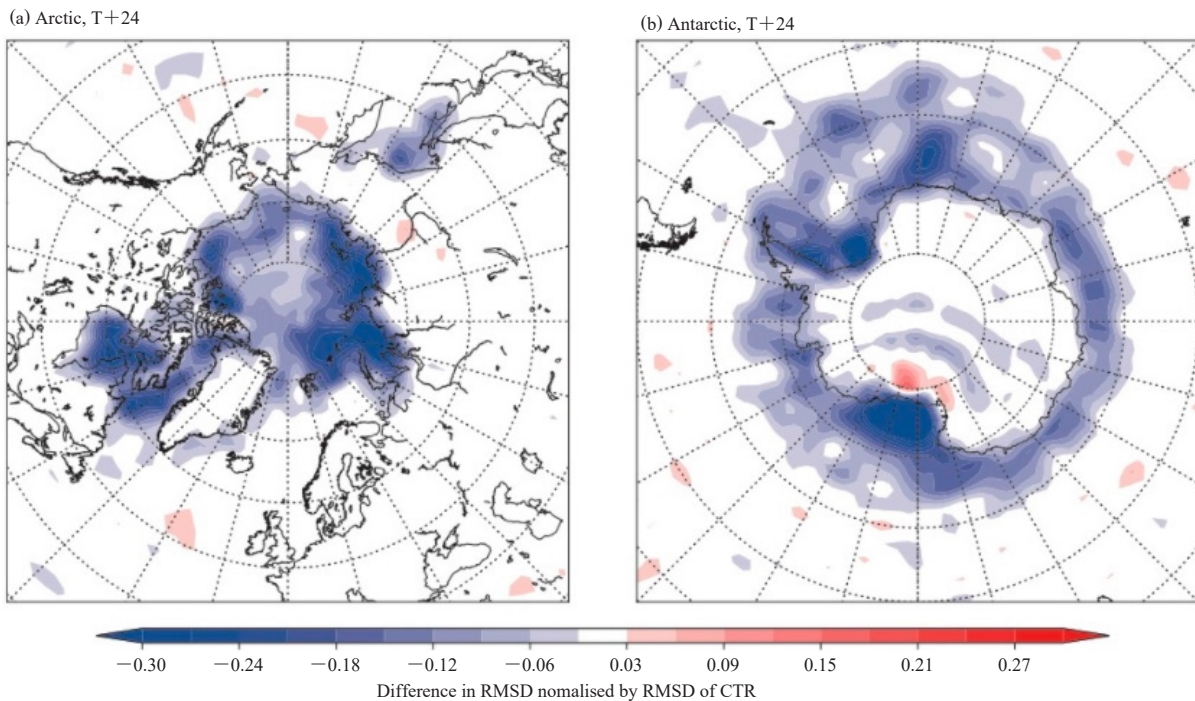 (a) Arctic, T+24
(b) Antarctic, T+24
−0.30 −0.24 −0.18 −0.12 −0.06 0.03 0.09 0.15 0.21 0.27
Difference in RMSD nomalised by RMSD of CTR